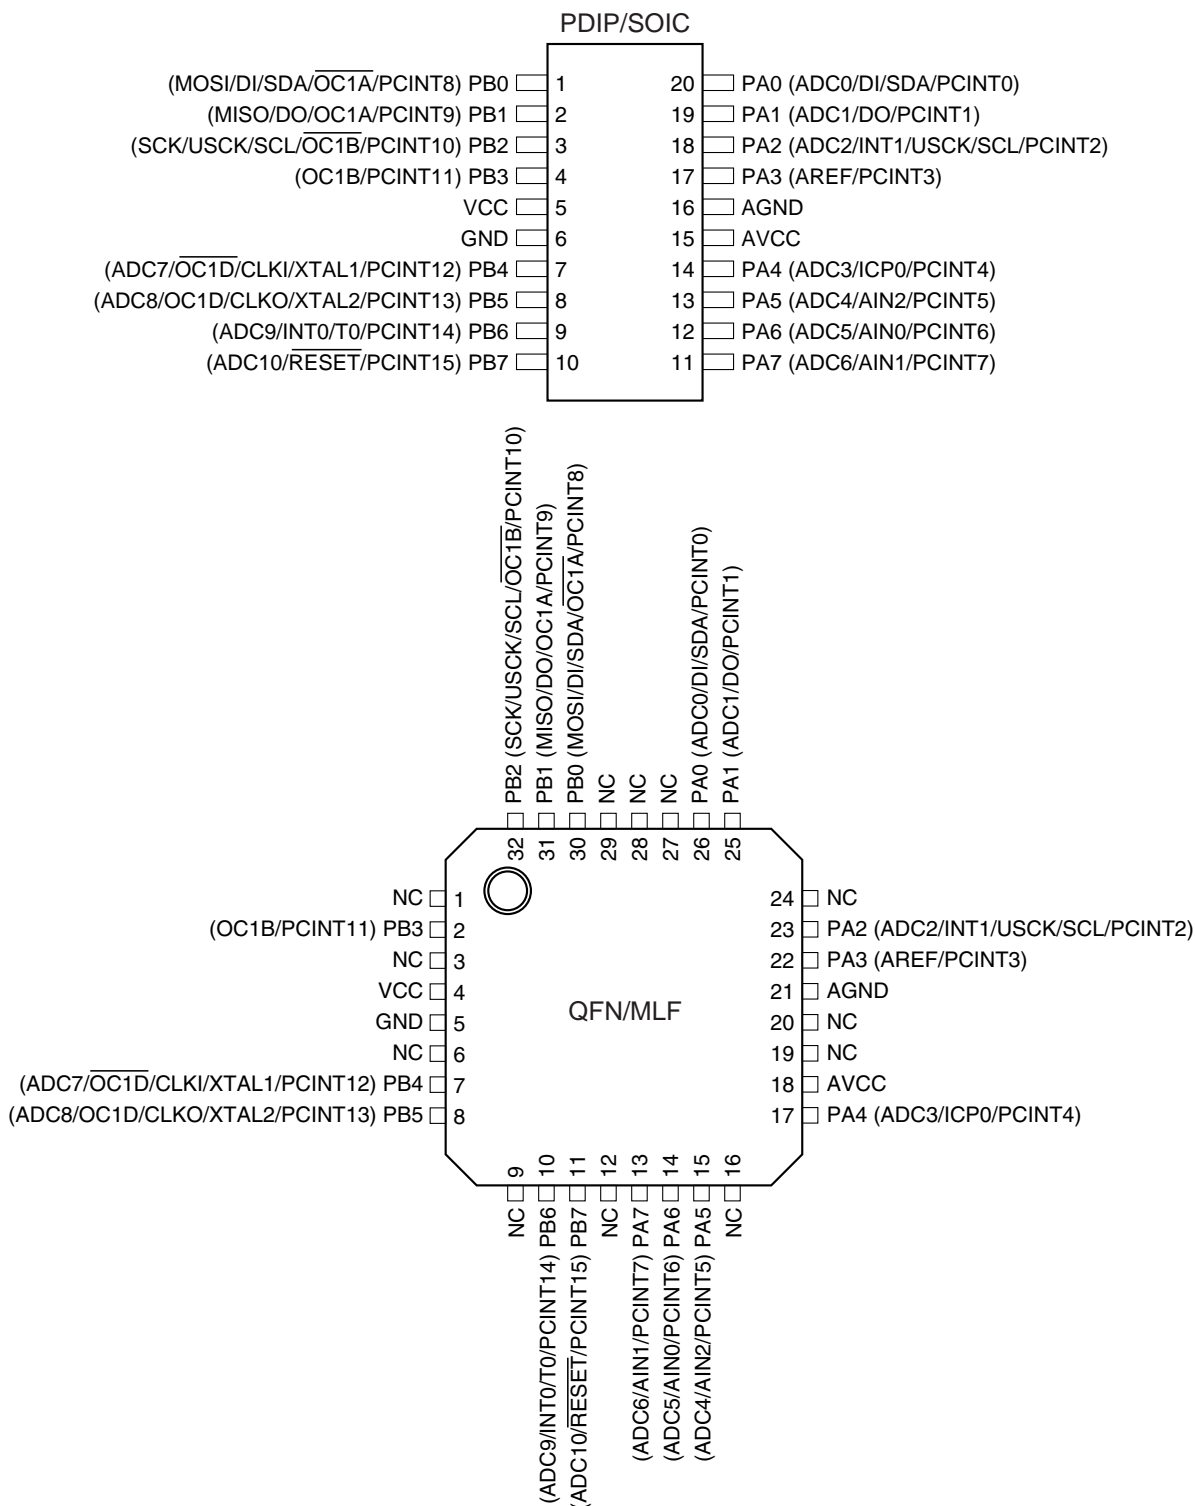 PDIP/SOIC
(MOSI/DI/SDA/OC1A/PCINT8) PB0 1 20 PA0 (ADC0/DI/SDA/PCINT0)
(MISO/DO/OC1A/PCINT9) PB1 2 19 PA1 (ADC1/DO/PCINT1)
(SCK/USCK/SCL/OC1B/PCINT10) PB2 3 18 PA2 (ADC2/INT1/USCK/SCL/PCINT2)
(OC1B/PCINT11) PB3 4 17 PA3 (AREF/PCINT3)
VCC 5 16 AGND
GND 6 15 AVCC
(ADC7/OC1D/CLKI/XTAL1/PCINT12) PB4 7 14 PA4 (ADC3/ICP0/PCINT4)
(ADC8/OC1D/CLKO/XTAL2/PCINT13) PB5 8 13 PA5 (ADC4/AIN2/PCINT5)
(ADC9/INT0/T0/PCINT14) PB6 9 12 PA6 (ADC5/AIN0/PCINT6)
(ADC10/RESET/PCINT15) PB7 10 11 PA7 (ADC6/AIN1/PCINT7)
PB2 (SCK/USCK/SCL/OC1B/PCINT10)
PB1 (MISO/DO/OC1A/PCINT9)
PB0 (MOSI/DI/SDA/OC1A/PCINT8)
NC
NC
NC
PA0 (ADC0/DI/SDA/PCINT0)
PA1 (ADC1/DO/PCINT1)
32 31 30 29 28 27 26 25
NC 1 24 NC
(OC1B/PCINT11) PB3 2 23 PA2 (ADC2/INT1/USCK/SCL/PCINT2)
NC 3 22 PA3 (AREF/PCINT3)
VCC 4 21 AGND
QFN/MLF
GND 5 20 NC
NC 6 19 NC
(ADC7/OC1D/CLKI/XTAL1/PCINT12) PB4 7 18 AVCC
(ADC8/OC1D/CLKO/XTAL2/PCINT13) PB5 8 17 PA4 (ADC3/ICP0/PCINT4)
9 10 11 12 13 14 15 16
NC
(ADC9/INT0/T0/PCINT14) PB6
(ADC10/RESET/PCINT15) PB7
NC
(ADC6/AIN1/PCINT7) PA7
(ADC5/AIN0/PCINT6) PA6
(ADC4/AIN2/PCINT5) PA5
NC